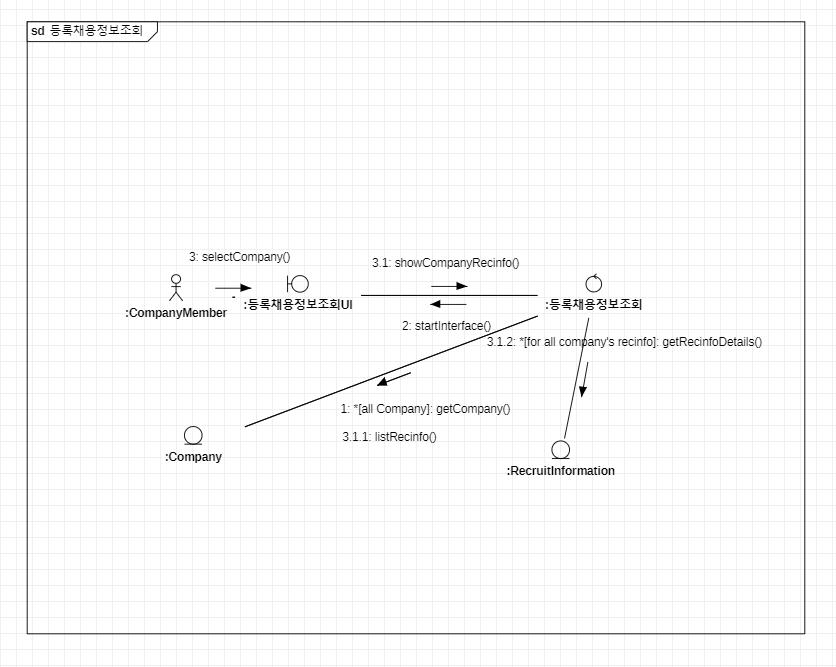 sd 등록채용정보조회
3: selectCompany()
3.1: showCompanyRecinfo()
:CompanyMember
:등록채용정보조회UI
:등록채용정보조회
2: startInterface()
3.1.2: *[for all company's recinfo]: getRecinfoDetails()
1: *[all Company]: getCompany()
3.1.1: listRecinfo()
:Company
:RecruitInformation